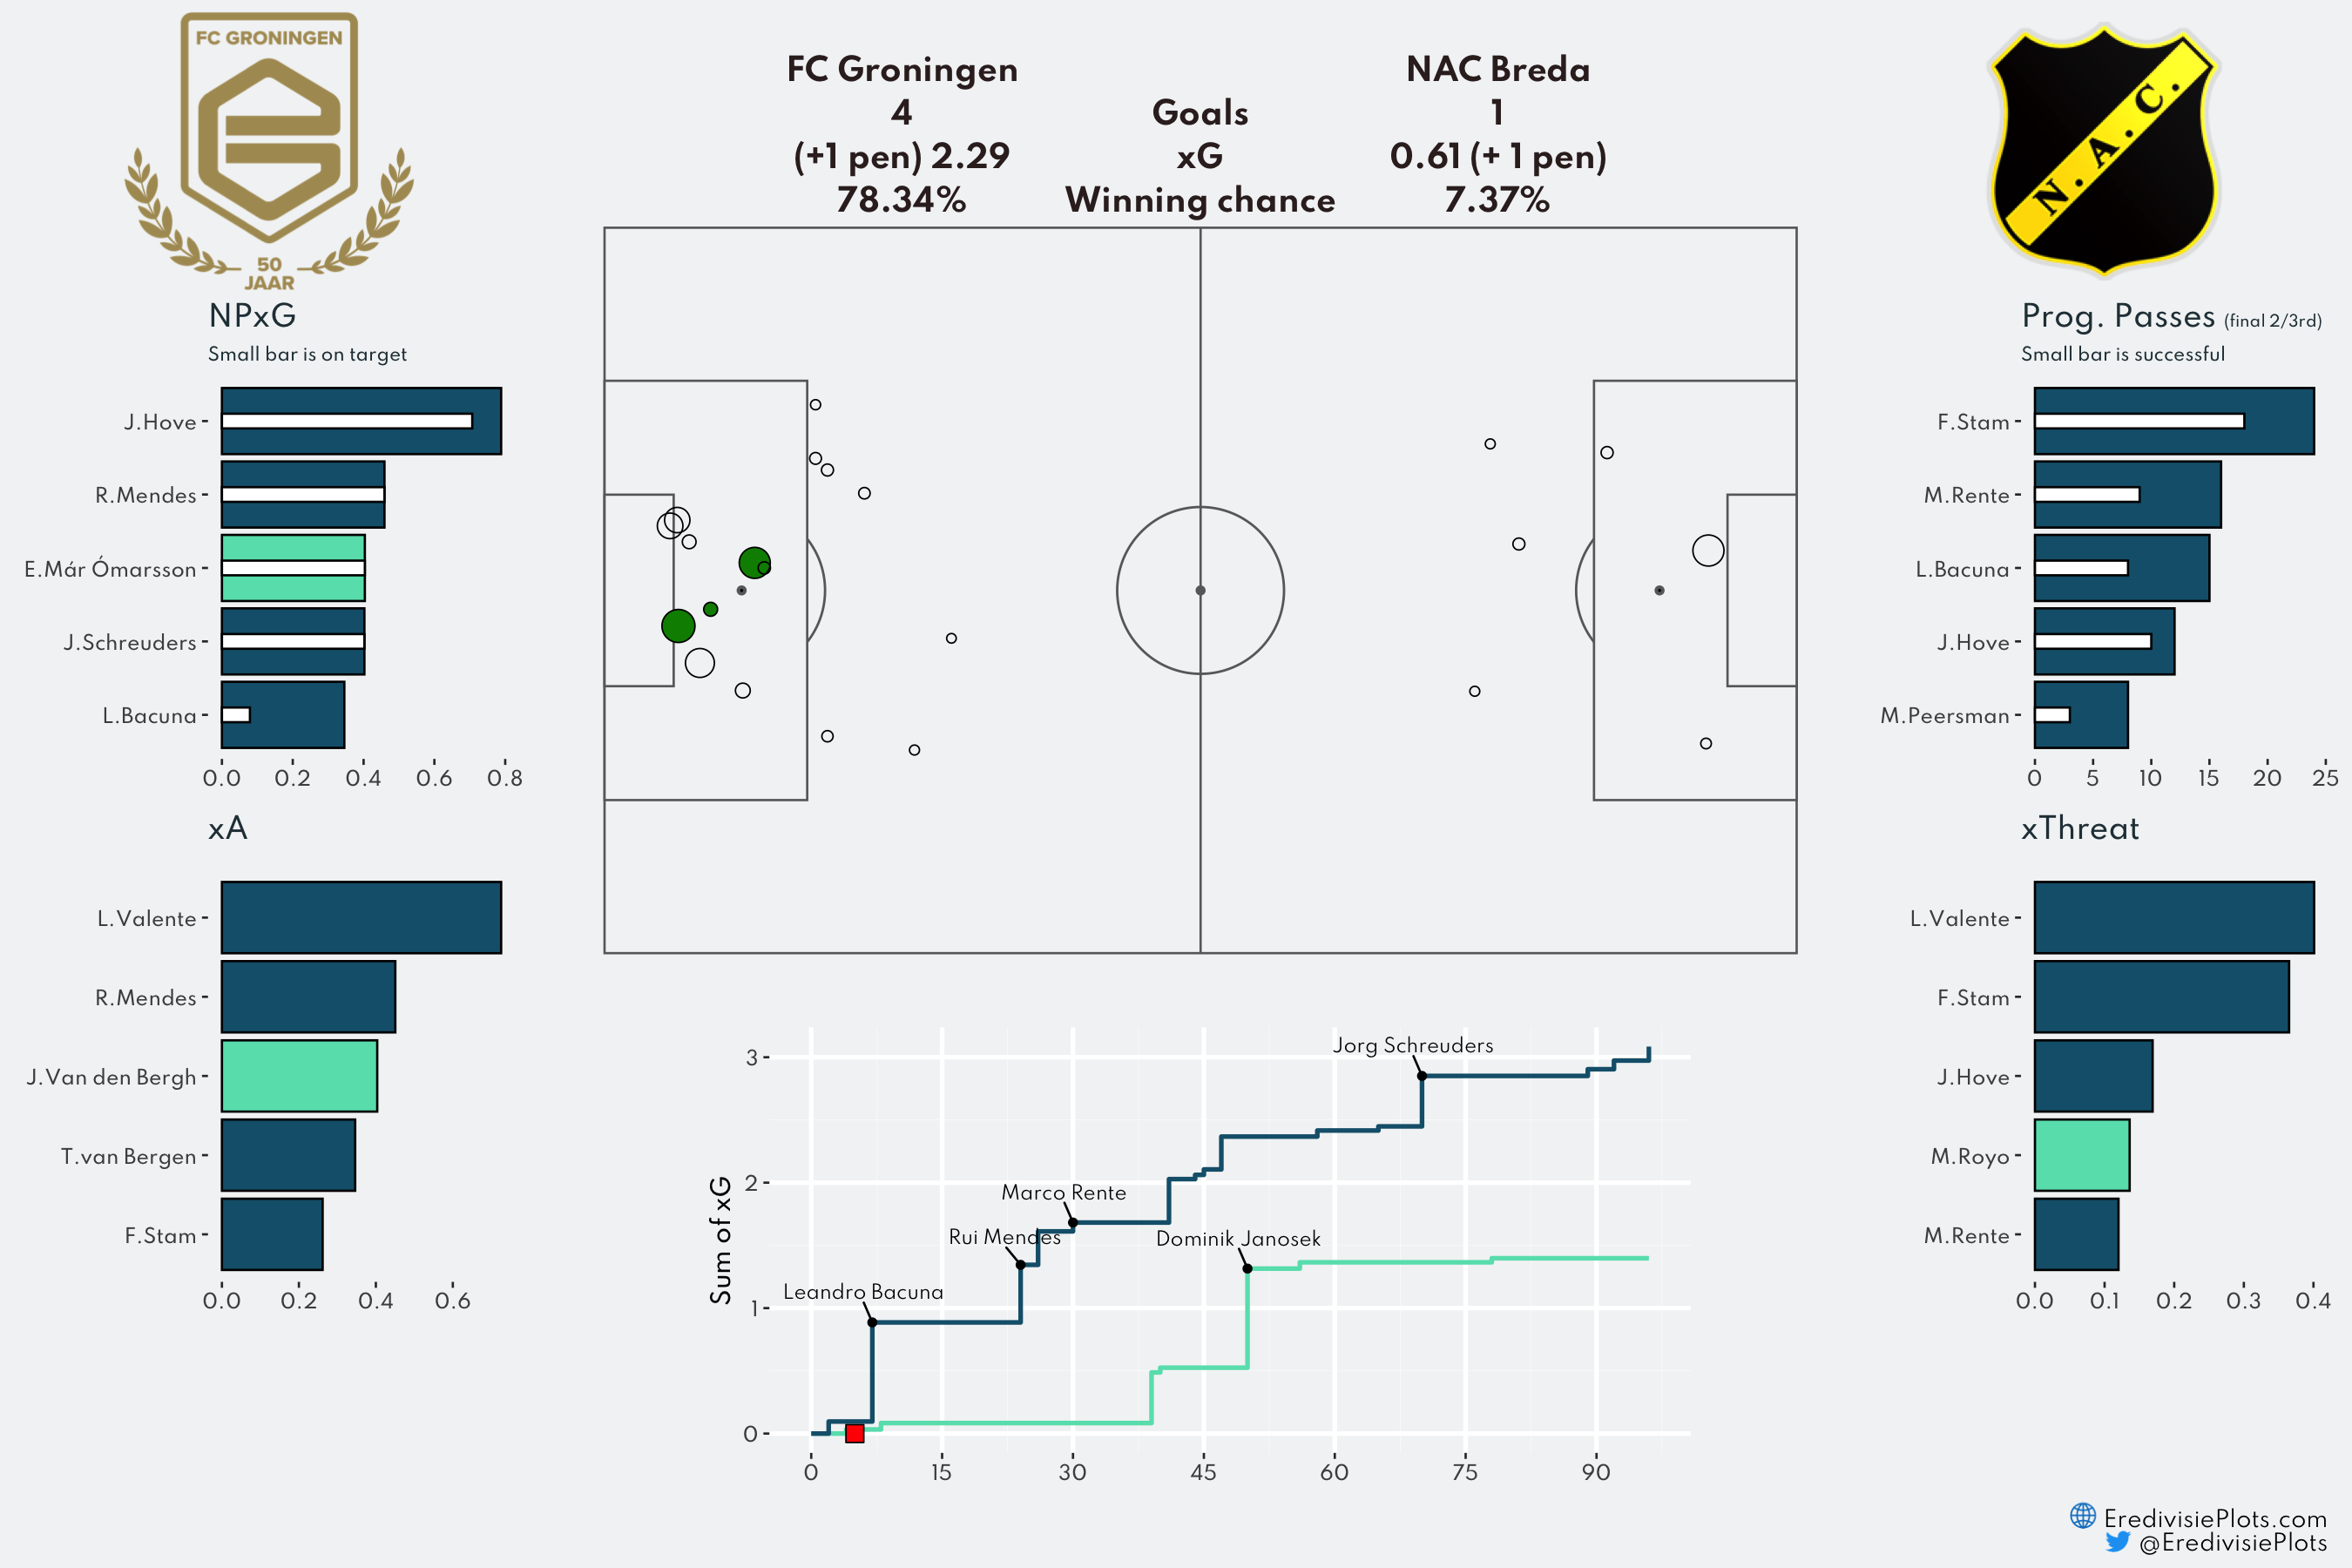 FC GRONINGEN
50
JAAR
FC Groningen
NAC Breda
4
Goals
1
(+1 pen) 2.29
xG
0.61 (+ 1 pen)
78.34%
Winning chance
7.37%
N.A.C.
NPxG
Small bar is on target
J.Hove
R.Mendes
E.Már Ómarsson
J.Schreuders
L.Bacuna
0.0 0.2 0.4 0.6 0.8
xA
L.Valente
R.Mendes
J.Van den Bergh
T.van Bergen
F.Stam
0.0 0.2 0.4 0.6
Sum of xG
3
2
1
0
Jorg Schreuders
Marco Rente
Rui Mendes
Dominik Janosek
Leandro Bacuna
0 15 30 45 60 75 90
Prog. Passes (final 2/3rd)
Small bar is successful
F.Stam
M.Rente
L.Bacuna
J.Hove
M.Peersman
0 5 10 15 20 25
xThreat
L.Valente
F.Stam
J.Hove
M.Royo
M.Rente
0.0 0.1 0.2 0.3 0.4
EredivisiePlots.com
@EredivisiePlots